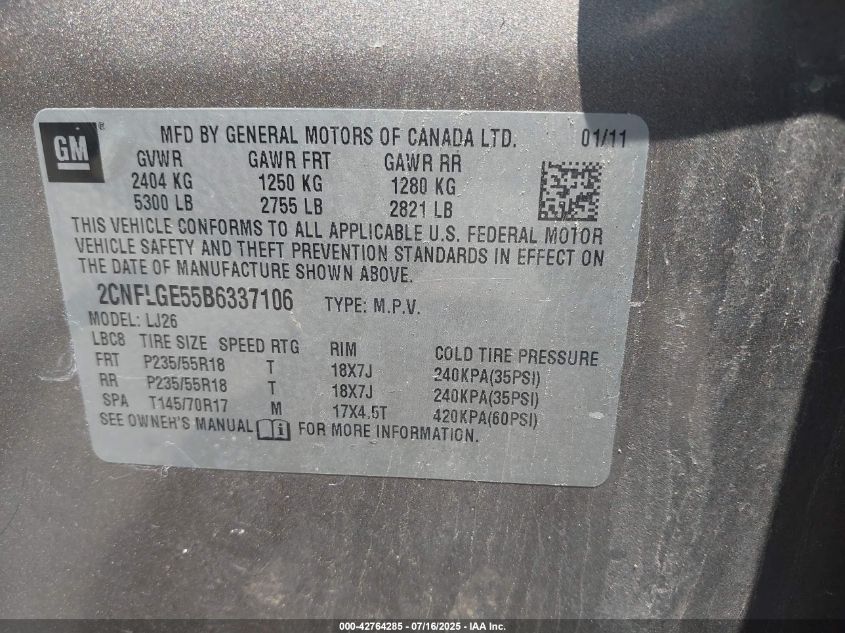 GM ®
MFD BY GENERAL MOTORS OF CANADA LTD. 01/11
GVWR GAWR FRT GAWR RR
2404 KG 1250 KG 1280 KG
5300 LB 2755 LB 2821 LB
THIS VEHICLE CONFORMS TO ALL APPLICABLE U.S. FEDERAL MOTOR
VEHICLE SAFETY AND THEFT PREVENTION STANDARDS IN EFFECT ON
THE DATE OF MANUFACTURE SHOWN ABOVE.
2CNFLGE55B6337106 TYPE: M.P.V.
MODEL: LJ26
LBC8 TIRE SIZE SPEED RTG RIM COLD TIRE PRESSURE
FRT P235/55R18 T 18X7J 240KPA(35PSI)
RR P235/55R18 T 18X7J 240KPA(35PSI)
SPA T145/70R17 M 17X4.5T 420KPA(60PSI)
SEE OWNER'S MANUAL FOR MORE INFORMATION.
000-42764285 - 07/16/2025 - IAA Inc.